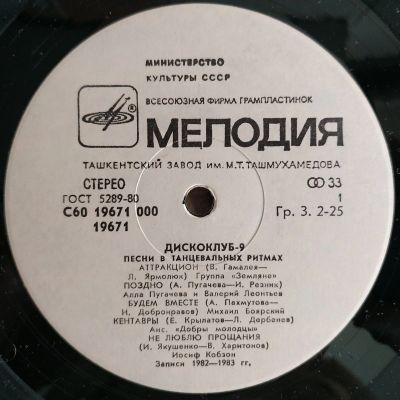 МИНИСТЕРСТВО
КУЛЬТУРЫ СССР
ВСЕСОЮЗНАЯ ФИРМА ГРАМПЛАСТИНОК
МЕЛОДИЯ
ТАШКЕНТСКИЙ ЗАВОД ИМ. М.Т.ТАШМУХАМЕДОВА
СТЕРЕО 33
ГОСТ 5289-80 1
С60 19671 000 Гр. 3. 2-25
19671
ДИСКОКЛУБ-9
ПЕСНИ В ТАНЦЕВАЛЬНЫХ РИТМАХ
АТТРАКЦИОН (В. Гамалея—
Л. Ярмолюк) Группа «Земляне»
ПОЗДНО (А. Пугачева—И. Резник)
Алла Пугачева и Валерий Леонтьев
БУДЕМ ВМЕСТЕ (А. Пахмутова—
Н. Добронравов) Михаил Боярский
КЕНТАВРЫ (Е. Крылатов—Л. Дербенев)
Анс. «Добры молодцы»
НЕ ЛЮБЛЮ ПРОЩАНИЯ
(И. Якушенко—В. Харитонов)
Иосиф Кобзон
Записи 1982—1983 гг.